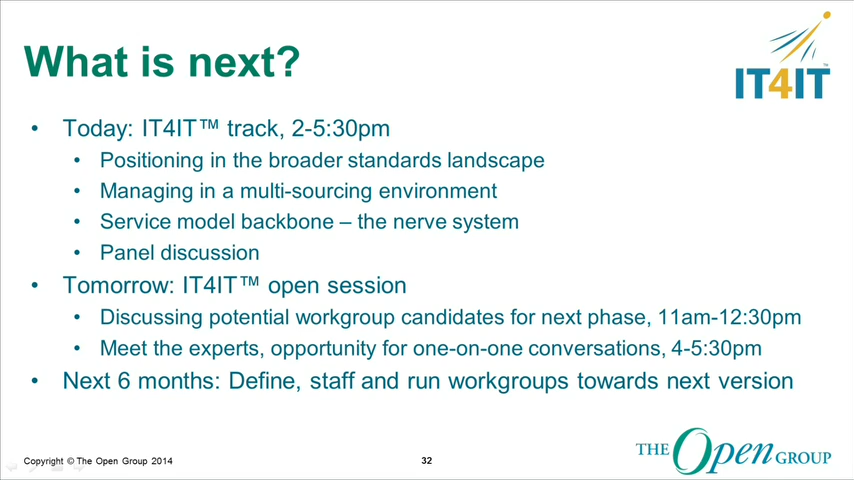 What is next?
IT4IT™
• Today: IT4IT™ track, 2-5:30pm
• Positioning in the broader standards landscape
• Managing in a multi-sourcing environment
• Service model backbone – the nerve system
• Panel discussion
• Tomorrow: IT4IT™ open session
• Discussing potential workgroup candidates for next phase, 11am-12:30pm
• Meet the experts, opportunity for one-on-one conversations, 4-5:30pm
• Next 6 months: Define, staff and run workgroups towards next version
Copyright © The Open Group 2014
32
THE Open GROUP